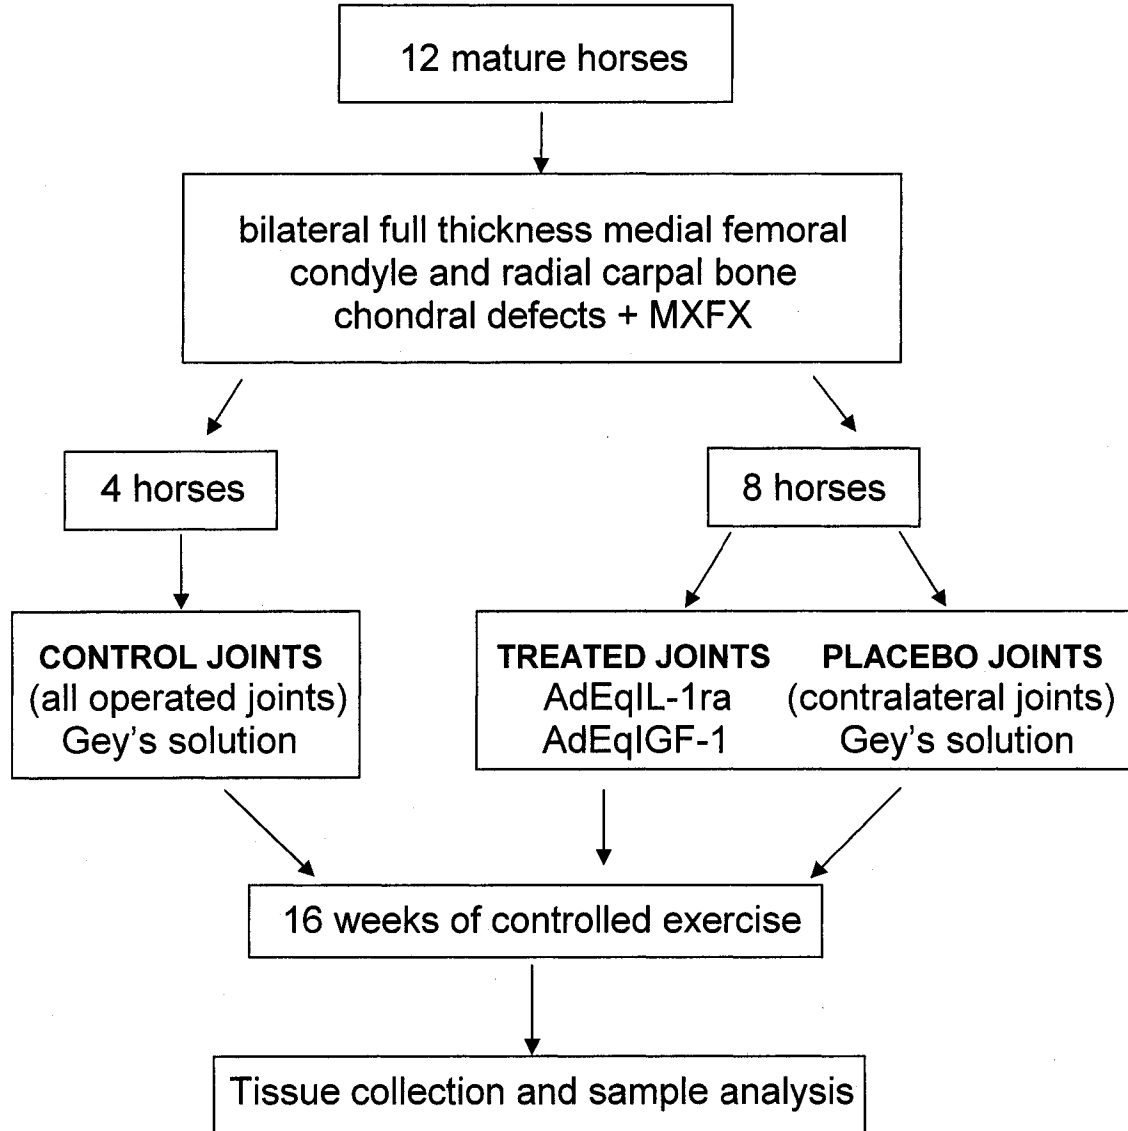 12 mature horses
bilateral full thickness medial femoral
condyle and radial carpal bone
chondral defects + MXFX
4 horses
8 horses
CONTROL JOINTS
(all operated joints)
Gey's solution
TREATED JOINTS
AdEqIL-1ra
AdEqIGF-1
PLACEBO JOINTS
(contralateral joints)
Gey's solution
16 weeks of controlled exercise
Tissue collection and sample analysis